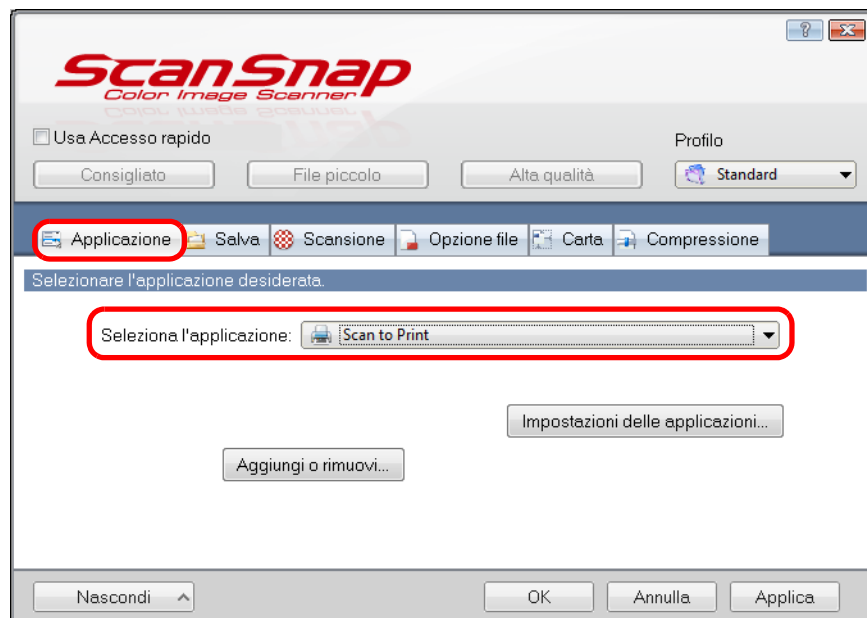 ScanSnap
Color Image Scanner
Usa Accesso rapido
Profilo
Consigliato File piccolo Alta qualità Standard
Applicazione Salva Scansione Opzione file Carta Compressione
Selezionare l'applicazione desiderata.
Seleziona l'applicazione: Scan to Print
Impostazioni delle applicazioni...
Aggiungi o rimuovi...
Nascondi OK Annulla Applica